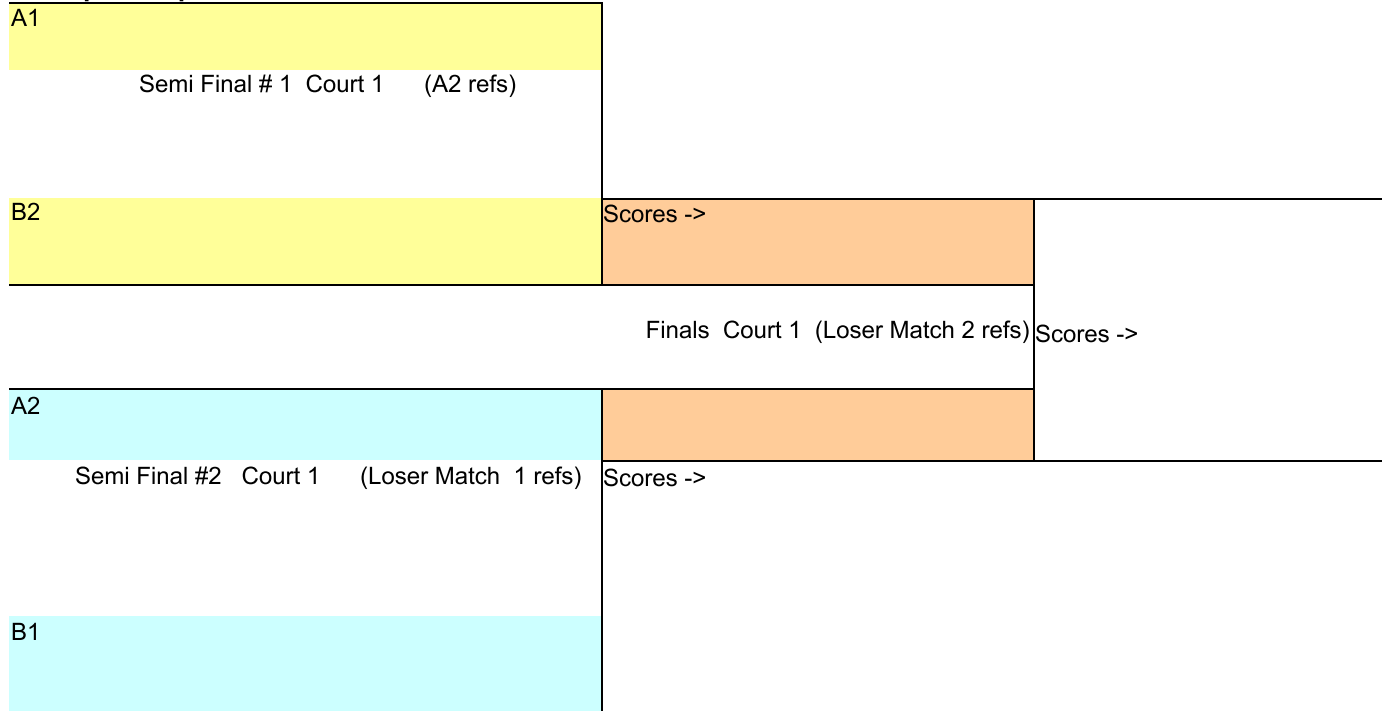 A1
Semi Final # 1  Court 1      (A2 refs)
B2
Scores ->
Finals  Court 1  (Loser Match 2 refs)
Scores ->
A2
Semi Final #2   Court 1      (Loser Match  1 refs)
Scores ->
B1